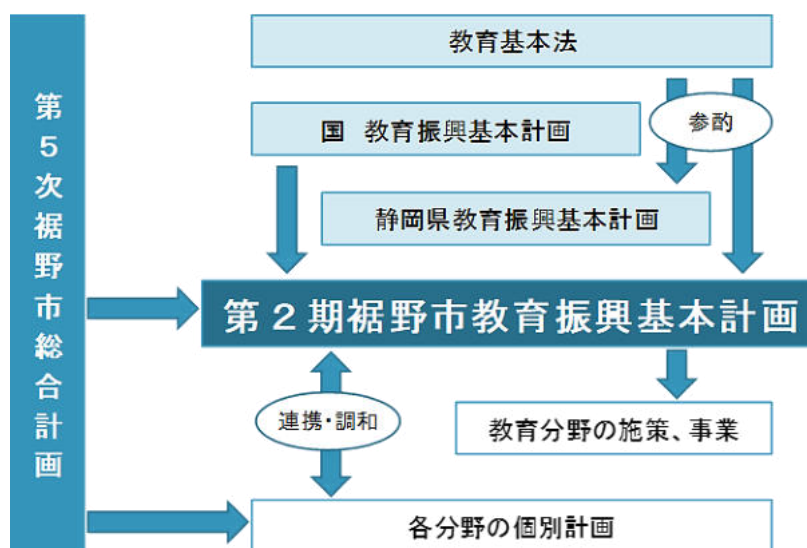 第5次裾野市総合計画
教育基本法
国 教育振興基本計画
参酌
静岡県教育振興基本計画
第2期裾野市教育振興基本計画
連携・調和
教育分野の施策、事業
各分野の個別計画